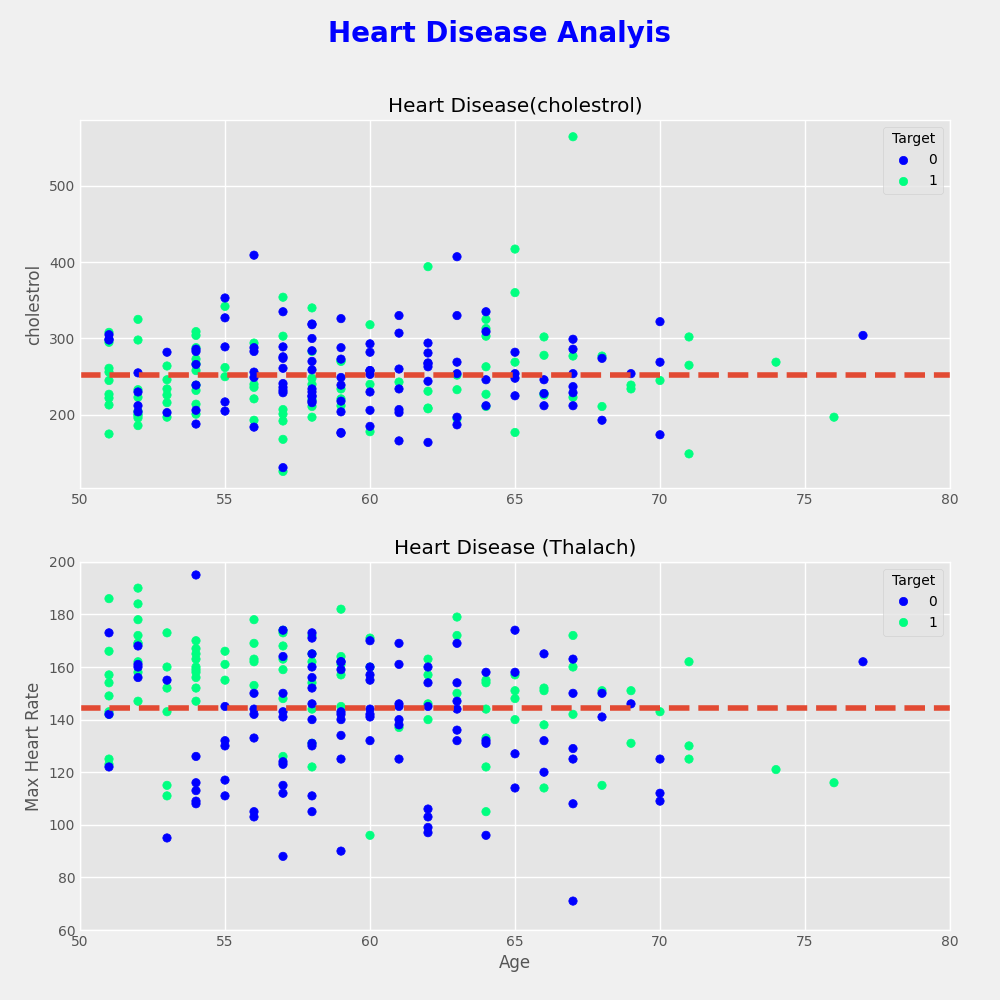 Heart Disease Analyis
Heart Disease(cholestrol)
Target
0
1
cholestrol
500
400
300
200
50 55 60 65 70 75 80
Heart Disease (Thalach)
Target
0
1
Max Heart Rate
200
180
160
140
120
100
80
60
50 55 60 65 70 75 80
Age